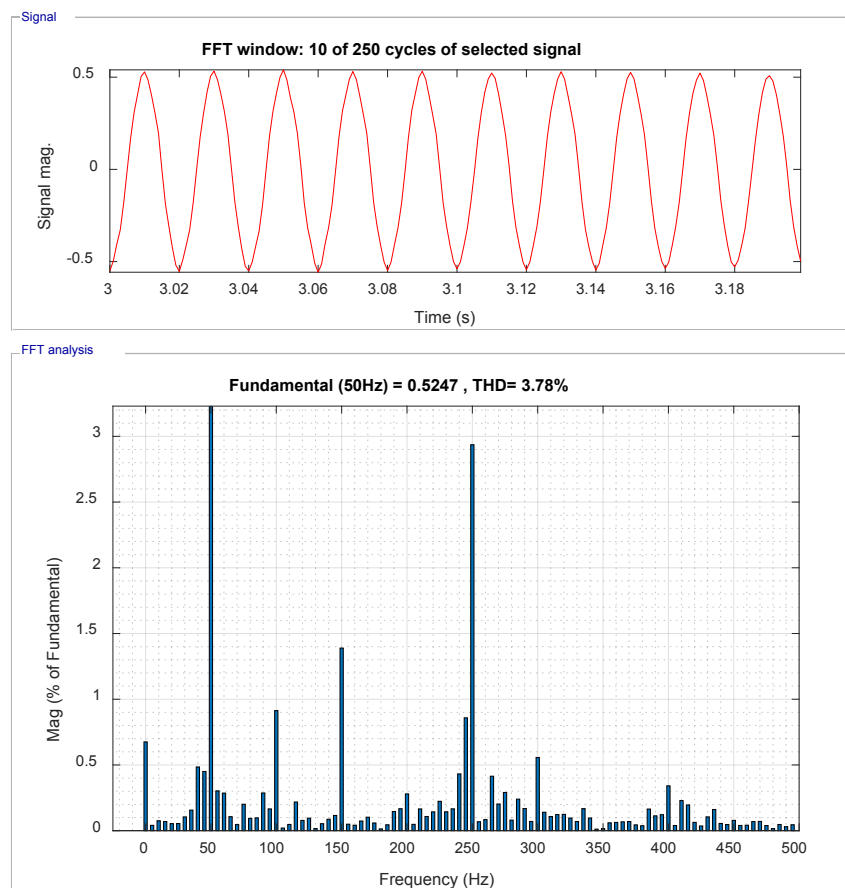 Signal
FFT window: 10 of 250 cycles of selected signal
0.5
0
-0.5
Signal mag.
3 3.02 3.04 3.06 3.08 3.1 3.12 3.14 3.16 3.18
Time (s)
FFT analysis
Fundamental (50Hz) = 0.5247 , THD= 3.78%
3
2.5
2
1.5
1
0.5
0
Mag (% of Fundamental)
0 50 100 150 200 250 300 350 400 450 500
Frequency (Hz)